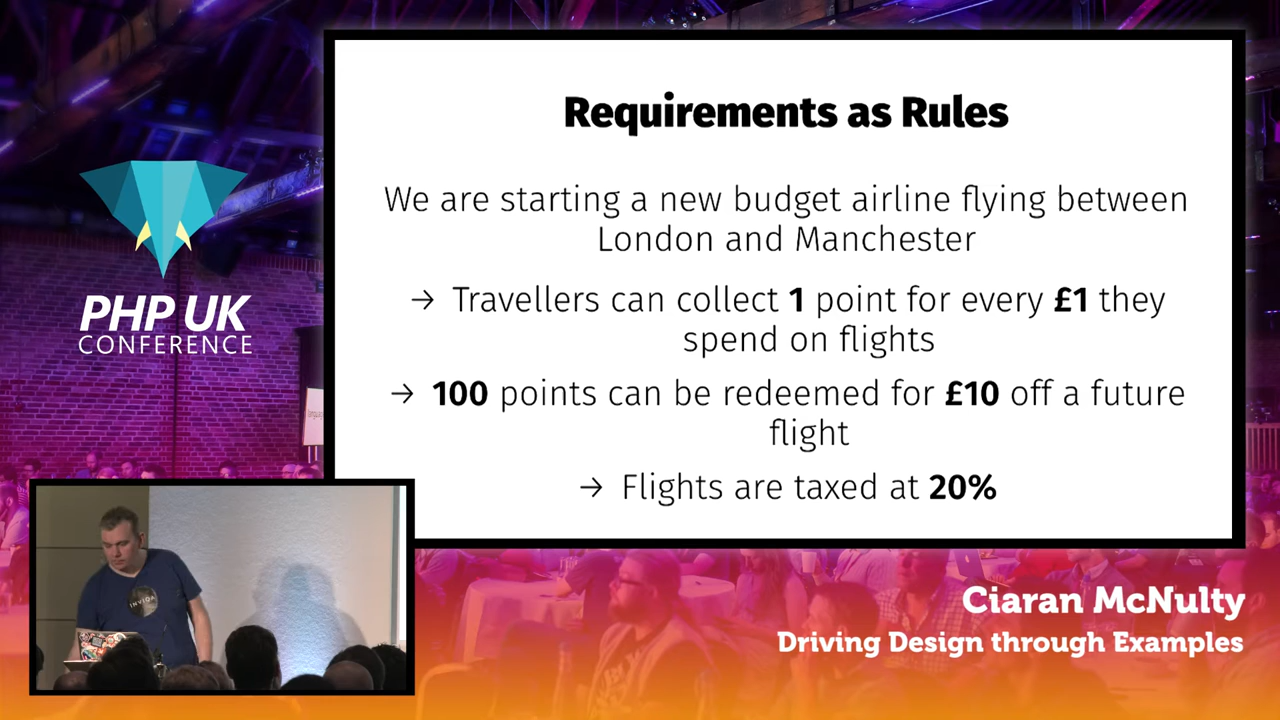 Requirements as Rules
We are starting a new budget airline flying between
London and Manchester
→ Travellers can collect 1 point for every £1 they
spend on flights
→ 100 points can be redeemed for £10 off a future
flight
→ Flights are taxed at 20%
PHP UK
CONFERENCE
INVIQA
Ciaran McNulty
Driving Design through Examples